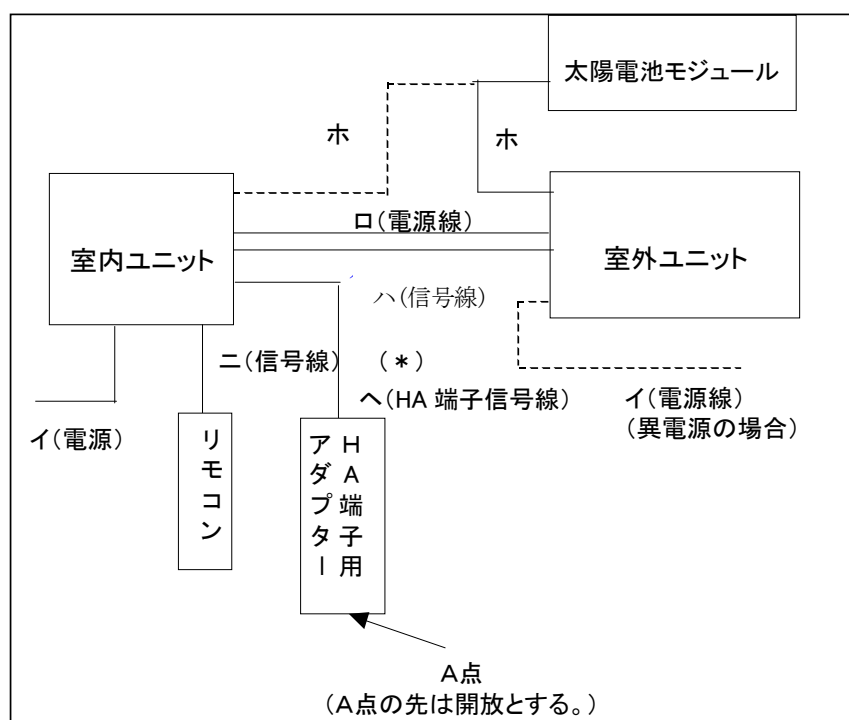 太陽電池モジュール
ホ
ホ
ロ(電源線)
室内ユニット
室外ユニット
ハ(信号線)
ニ(信号線)
(*)
ヘ(HA 端子信号線)
イ(電源線)
(異電源の場合)
イ(電源)
リモコン
HA端子用
アダプター
A点
(A点の先は開放とする。)